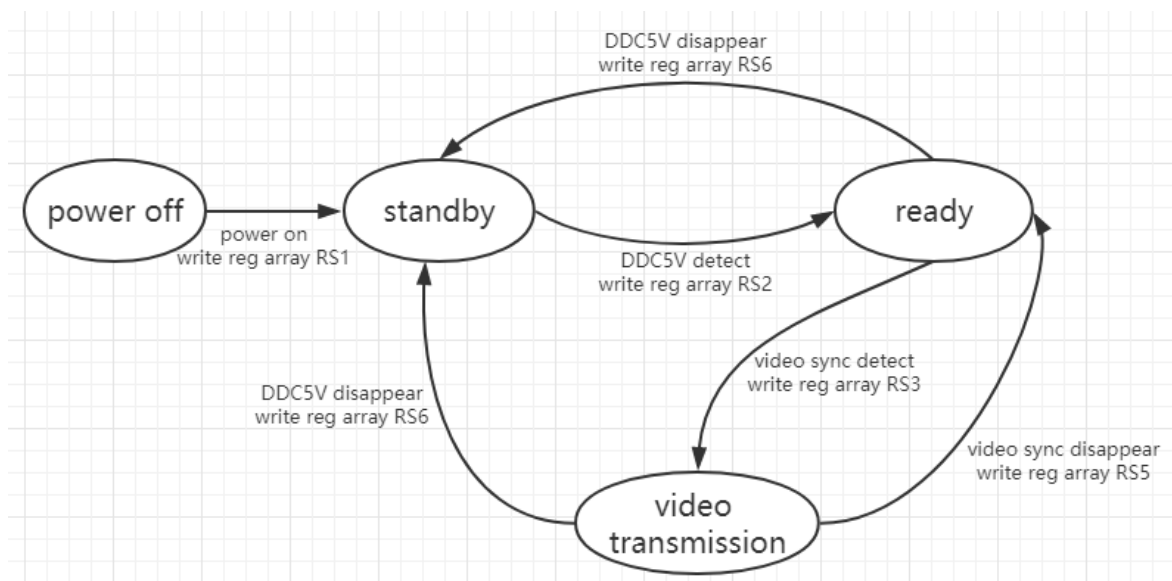 DDC5V disappear
write reg array RS6
power off
standby
ready
power on
write reg array RS1
DDC5V detect
write reg array RS2
video sync detect
write reg array RS3
DDC5V disappear
write reg array RS6
video sync disappear
write reg array RS5
video
transmission